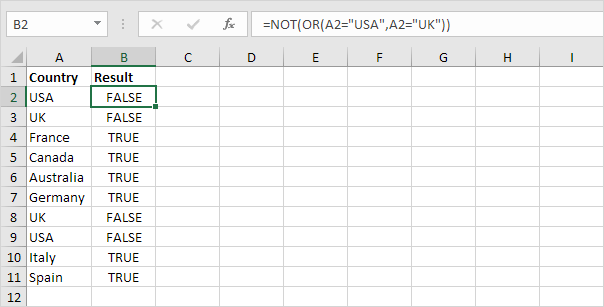 B2 fx =NOT(OR(A2="USA",A2="UK"))
A B C D E F G H I
1 Country Result
2 USA FALSE
3 UK FALSE
4 France TRUE
5 Canada TRUE
6 Australia TRUE
7 Germany TRUE
8 UK FALSE
9 USA FALSE
10 Italy TRUE
11 Spain TRUE
12